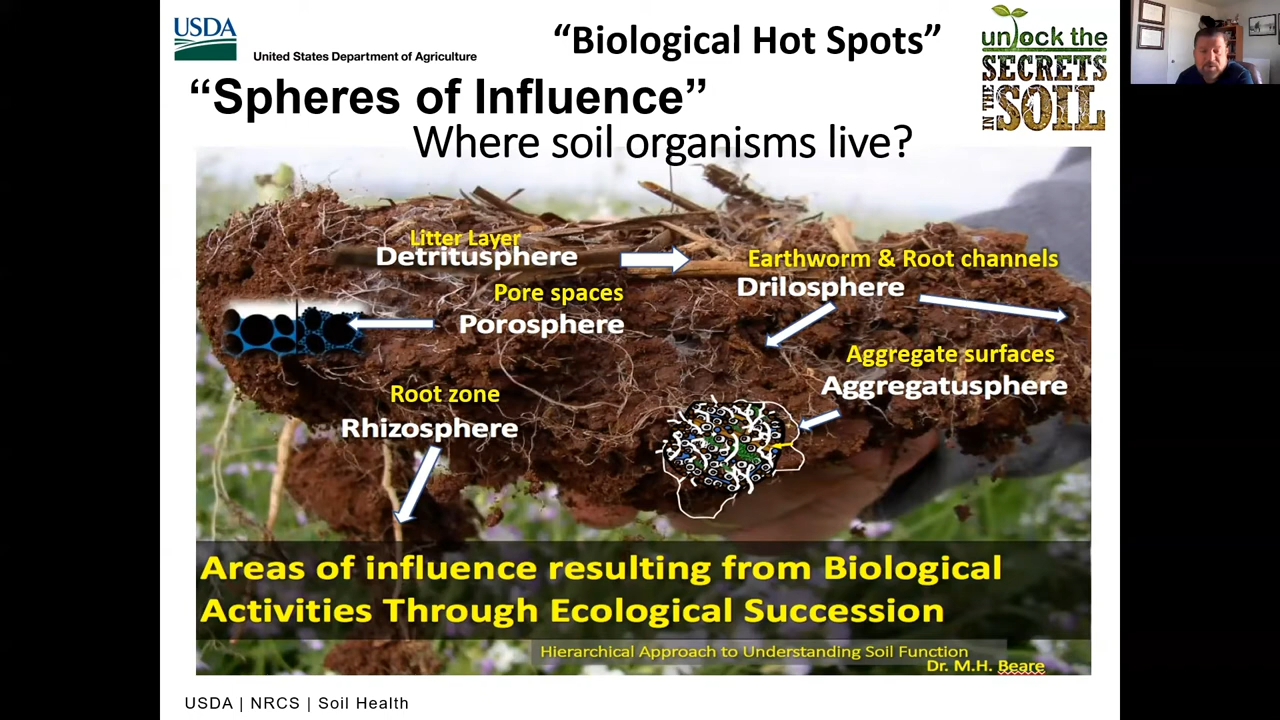 USDA
United States Department of Agriculture
“Biological Hot Spots”
unlock the
SECRETS
IN THE
SOIL
“Spheres of Influence”
Where soil organisms live?
Litter Layer
Detritusphere
Earthworm & Root channels
Drilosphere
Pore spaces
Porosphere
Aggregate surfaces
Aggregatusphere
Root zone
Rhizosphere
Areas of influence resulting from Biological
Activities Through Ecological Succession
Hierarchical Approach to Understanding Soil Function
Dr. M.H. Beare
USDA | NRCS | Soil Health